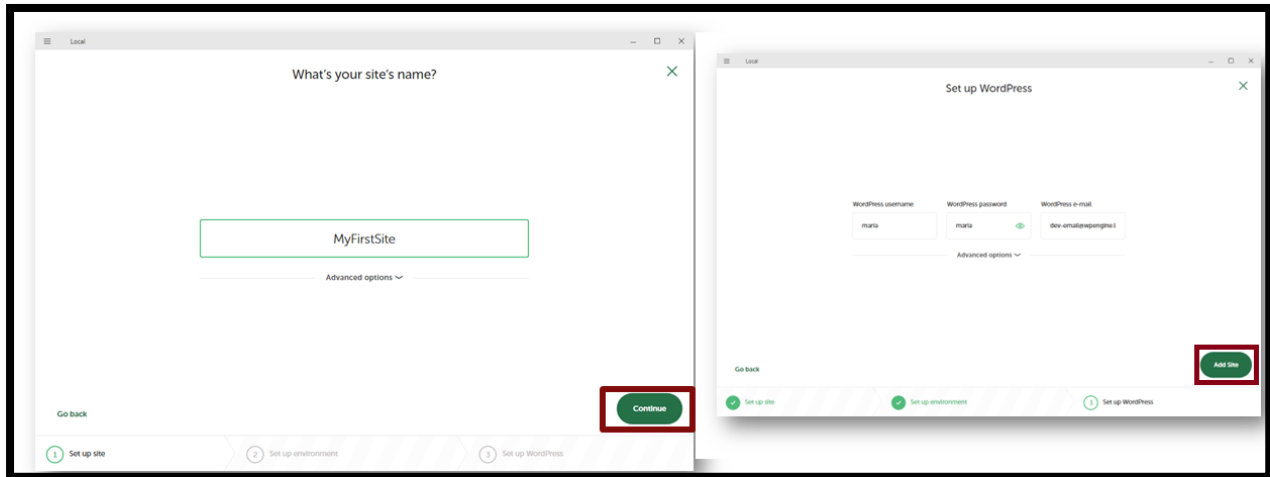 Local
What's your site's name?
MyFirstSite
Advanced options
Go back
Continue
1 Set up site
2 Set up environment
3 Set up WordPress
Local
Set up WordPress
WordPress username
WordPress password
WordPress e-mail
maria
maria
dev-email@wpengine.l
Advanced options
Go back
Add Site
Set up site
Set up environment
3 Set up WordPress